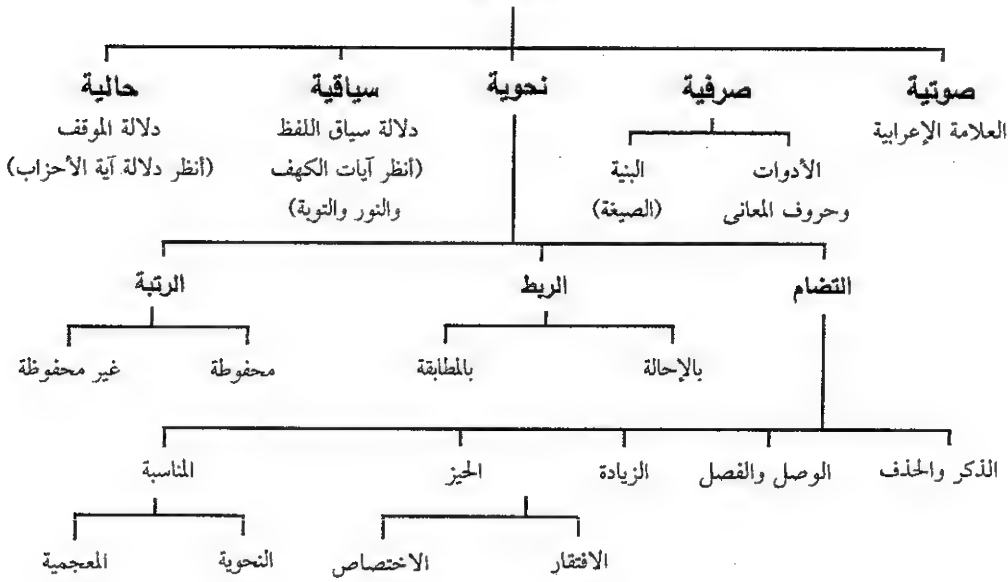 صوتية
العلامة الإعرابية
صرفية
الأدوات
وحروف المعانى
البنية
(الصيغة)
نحوية
سياقية
دلالة سياق اللفظ
(أنظر آيات الكهف
والنور والتوبة)
حالية
دلالة الموقف
(أنظر دلالة آية الأحزاب)
التضام
الربط
الرتبة
بالإحالة
بالمطابقة
محفوطة
غير محفوظة
الذكر والحذف
الوصل والفصل
الزيادة
الحيز
المناسبة
الافتقار
الاختصاص
النحوية
المعجمية